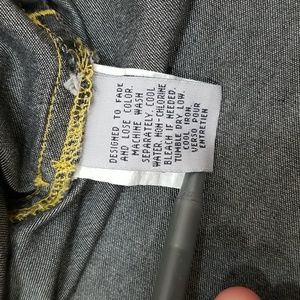 DESIGNED TO FADE
AND LOSE COLOR.
MACHINE WASH
SEPARATELY, COOL
WATER, NON-CHLORINE
BLEACH IF NEEDED.
TUMBLE DRY LOW.
COOL IRON
VERSO POUR
ENTRETIEN